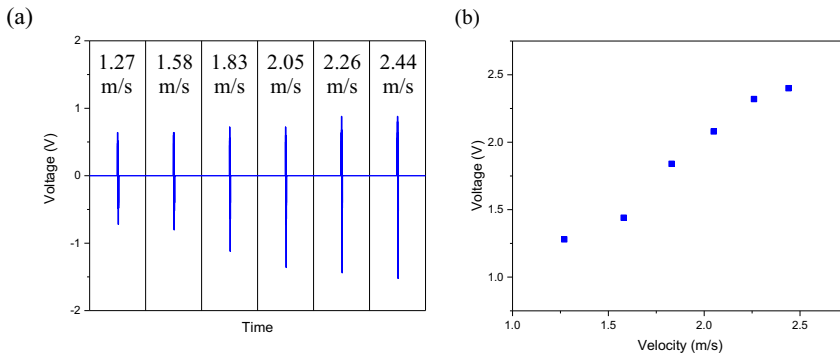 (a)
1.27 1.58 1.83 2.05 2.26 2.44
m/s m/s m/s m/s m/s m/s
2
1
0
-1
-2
Voltage (V)
Time
(b)
2.5
2.0
1.5
1.0
Voltage (V)
1.0 1.5 2.0 2.5
Velocity (m/s)